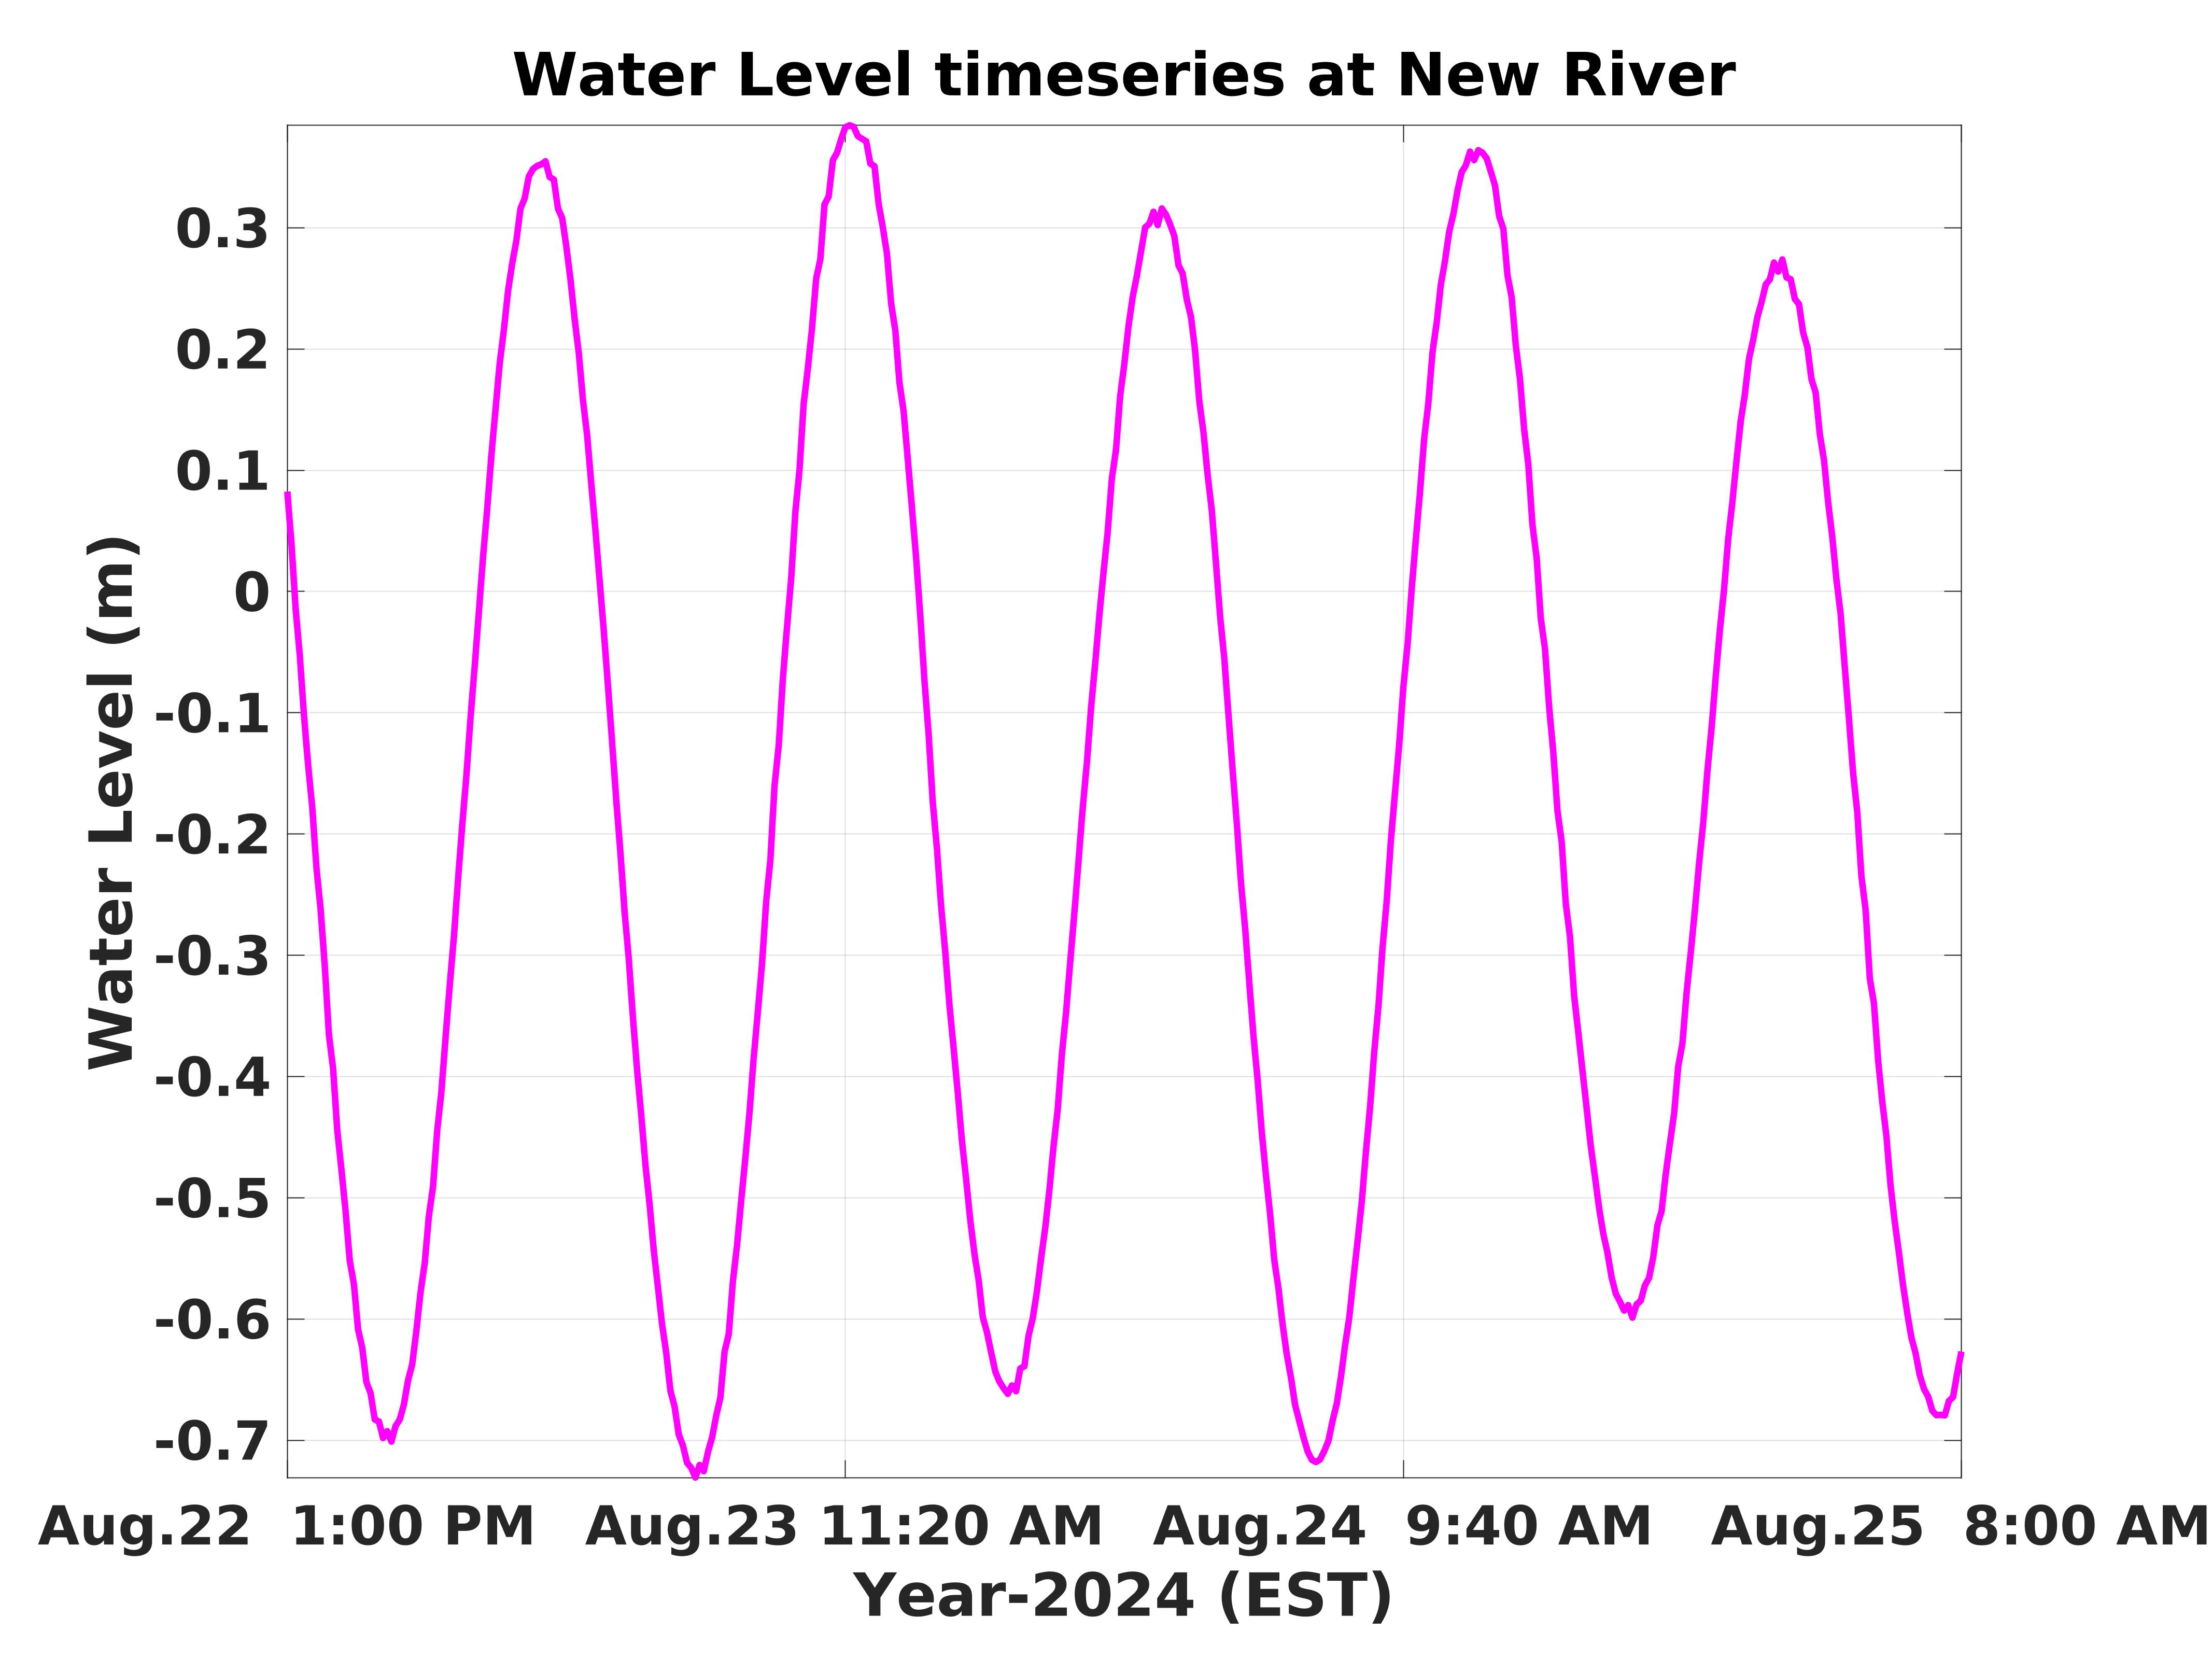 Water Level timeseries at New River
Water Level (m)
0.3
0.2
0.1
0
-0.1
-0.2
-0.3
-0.4
-0.5
-0.6
-0.7
Aug.22 1:00 PM Aug.23 11:20 AM Aug.24 9:40 AM Aug.25 8:00 AM
Year-2024 (EST)